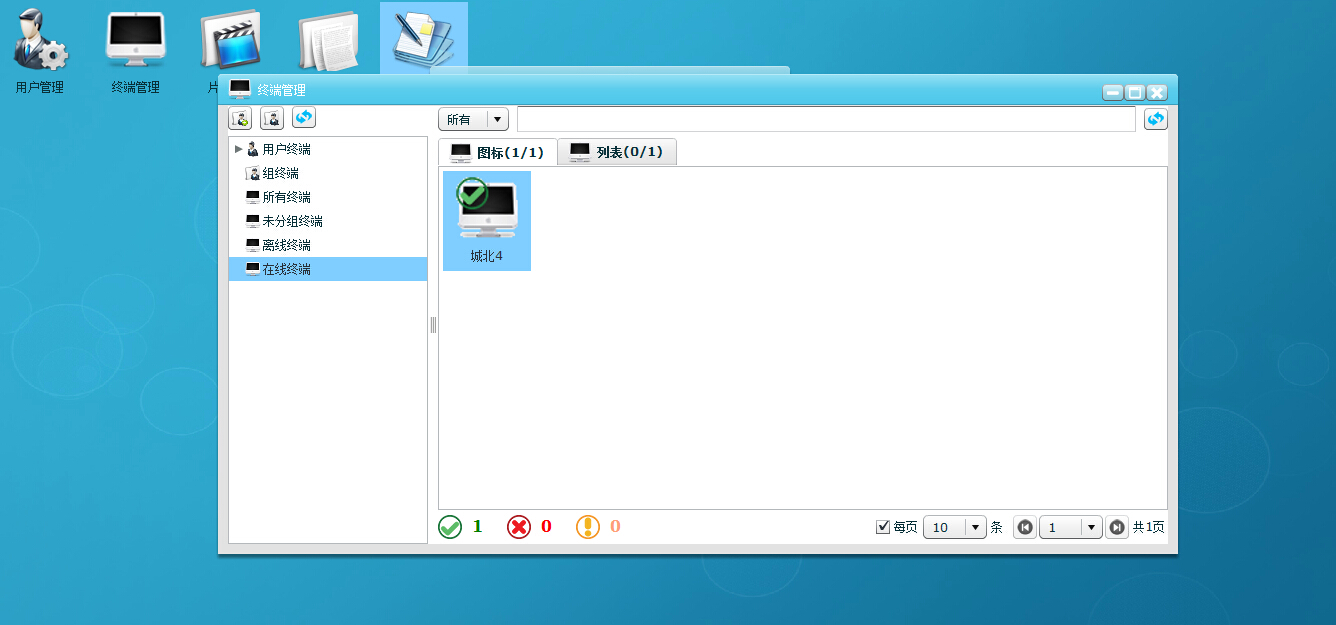 用户管理
终端管理
片
终端管理
所有
用户终端
组终端
所有终端
未分组终端
离线终端
在线终端
图标(1/1)
列表(0/1)
城北4
1
0
0
每页
10
条
1
共1页